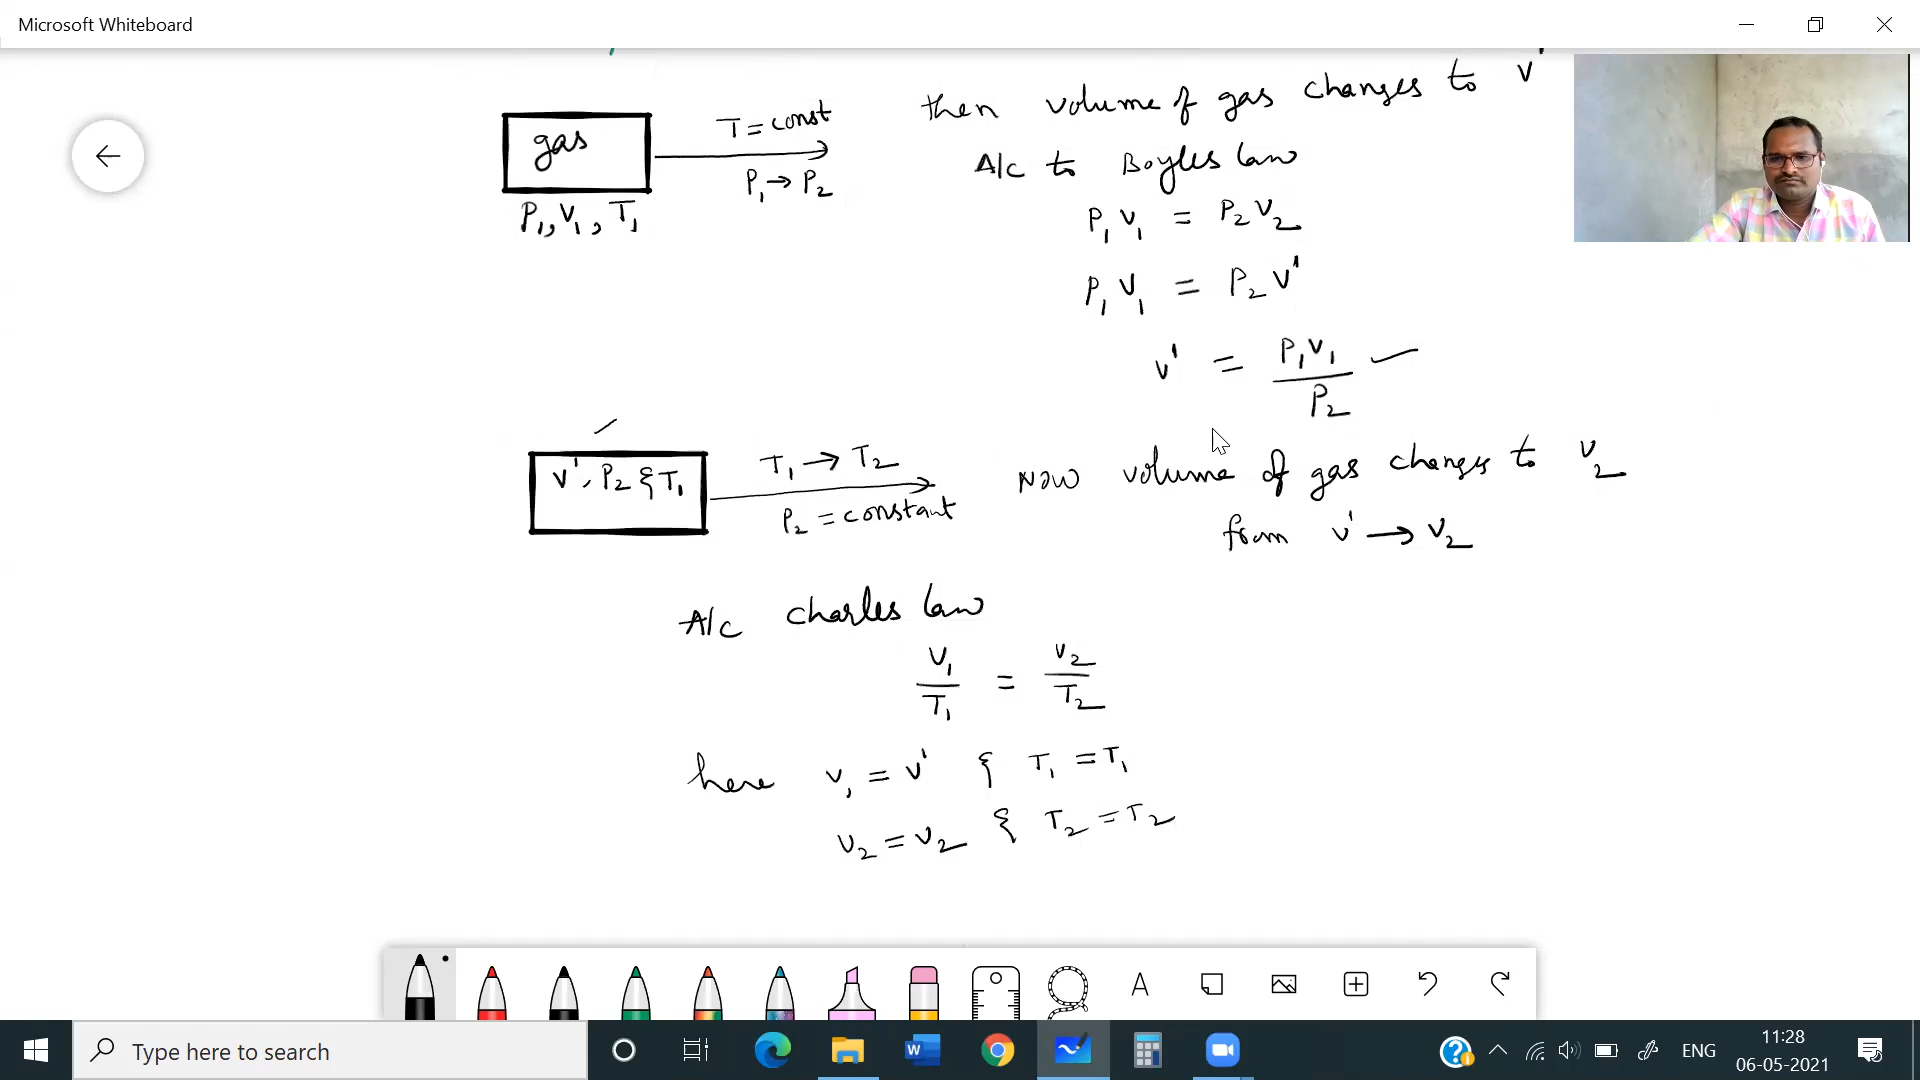 Microsoft Whiteboard
then volume of gas changes to V'
gas
T = const
P₁ → P₂
P₁, V₁, T₁
A/c to Boyles law
P₁ V₁ = P₂ V₂
P₁ V₁ = P₂ V'
V' = P₁V₁ / P₂
V', P₂ & T₁
T₁ → T₂
P₂ = constant
Now volume of gas changes to V₂
from V' → V₂
A/c charles law
V₁ / T₁ = V₂ / T₂
here V₁ = V' & T₁ = T₁
V₂ = V₂ & T₂ = T₂
A
Type here to search
ENG
11:28
06-05-2021